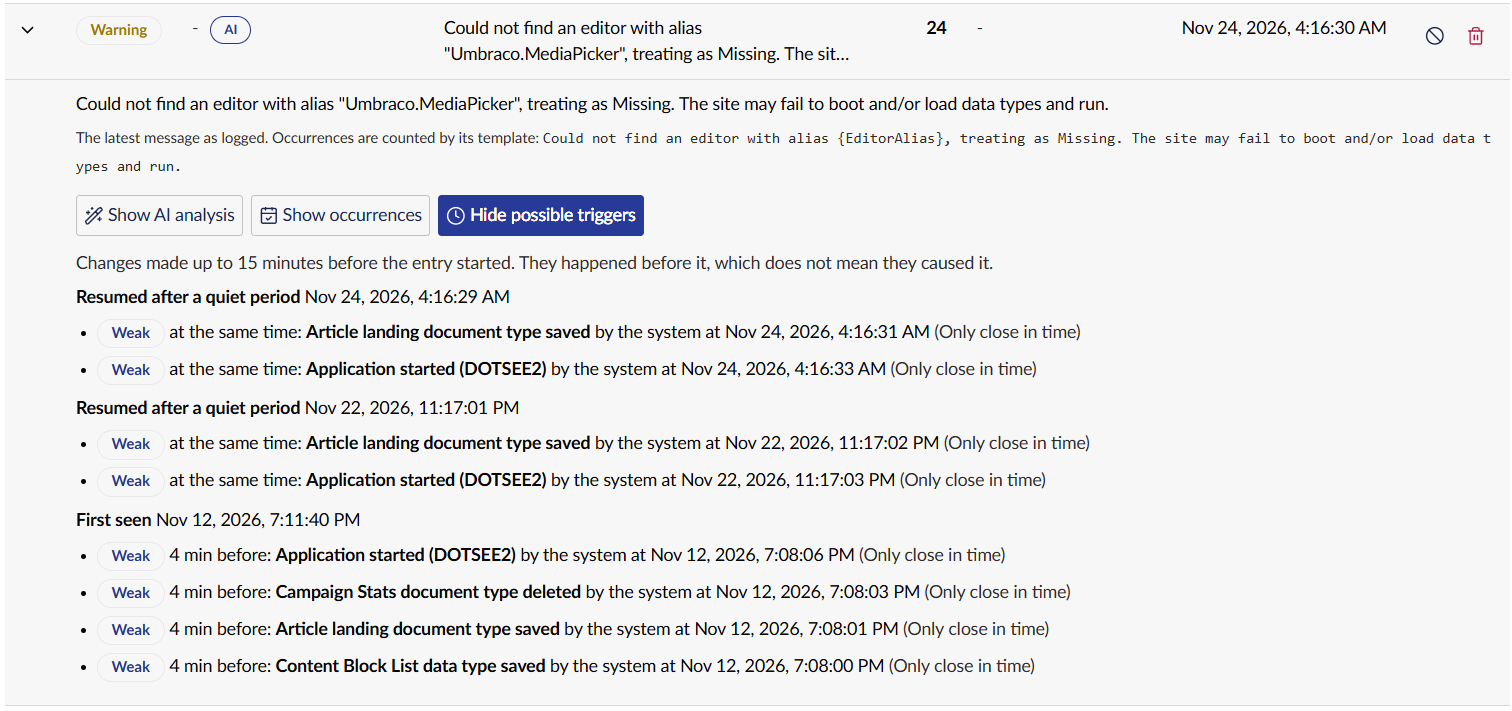 Warning - AI Could not find an editor with alias 24 - Nov 24, 2026, 4:16:30 AM
"Umbraco.MediaPicker", treating as Missing. The sit...
Could not find an editor with alias "Umbraco.MediaPicker", treating as Missing. The site may fail to boot and/or load data types and run.
The latest message as logged. Occurrences are counted by its template: Could not find an editor with alias {EditorAlias}, treating as Missing. The site may fail to boot and/or load data t
ypes and run.
Show AI analysis Show occurrences Hide possible triggers
Changes made up to 15 minutes before the entry started. They happened before it, which does not mean they caused it.
Resumed after a quiet period Nov 24, 2026, 4:16:29 AM
• Weak at the same time: Article landing document type saved by the system at Nov 24, 2026, 4:16:31 AM (Only close in time)
• Weak at the same time: Application started (DOTSEE2) by the system at Nov 24, 2026, 4:16:33 AM (Only close in time)
Resumed after a quiet period Nov 22, 2026, 11:17:01 PM
• Weak at the same time: Article landing document type saved by the system at Nov 22, 2026, 11:17:02 PM (Only close in time)
• Weak at the same time: Application started (DOTSEE2) by the system at Nov 22, 2026, 11:17:03 PM (Only close in time)
First seen Nov 12, 2026, 7:11:40 PM
• Weak 4 min before: Application started (DOTSEE2) by the system at Nov 12, 2026, 7:08:06 PM (Only close in time)
• Weak 4 min before: Campaign Stats document type deleted by the system at Nov 12, 2026, 7:08:03 PM (Only close in time)
• Weak 4 min before: Article landing document type saved by the system at Nov 12, 2026, 7:08:01 PM (Only close in time)
• Weak 4 min before: Content Block List data type saved by the system at Nov 12, 2026, 7:08:00 PM (Only close in time)